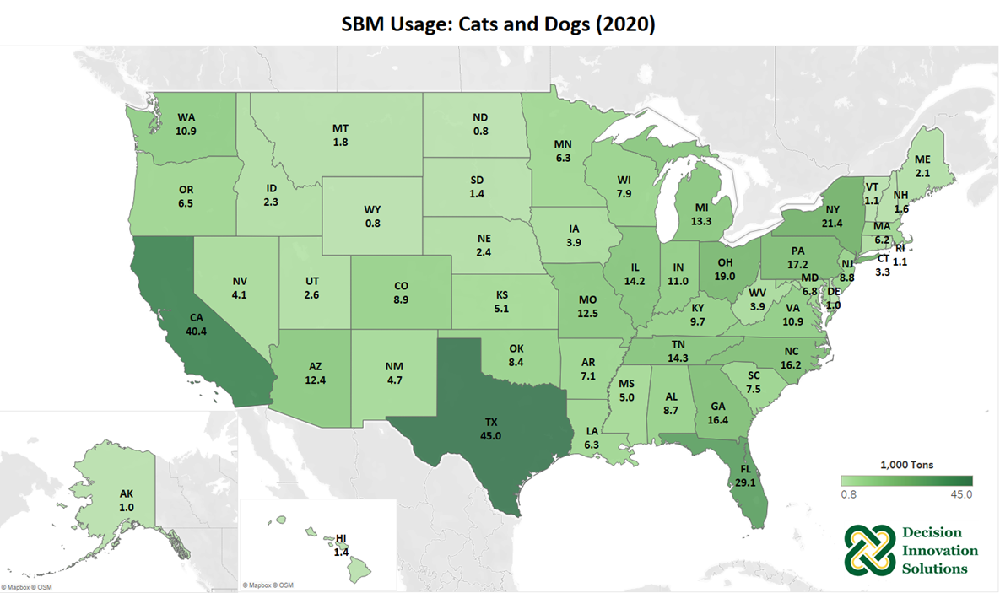 SBM Usage: Cats and Dogs (2020)
WA
10.9
MT
1.8
ND
0.8
MN
6.3
OR
6.5
ID
2.3
SD
1.4
WI
7.9
MI
13.3
WY
0.8
NE
2.4
IA
3.9
NY
21.4
VT
1.1
NH
1.6
ME
2.1
MA
6.2
RI
1.1
CT
3.3
PA
17.2
NJ
8.8
MD
6.8
DE
1.0
NV
4.1
UT
2.6
CO
8.9
KS
5.1
MO
12.5
IL
14.2
IN
11.0
OH
19.0
WV
3.9
VA
10.9
KY
9.7
CA
40.4
AZ
12.4
NM
4.7
OK
8.4
AR
7.1
TN
14.3
NC
16.2
SC
7.5
MS
5.0
AL
8.7
GA
16.4
TX
45.0
LA
6.3
FL
29.1
AK
1.0
HI
1.4
1,000 Tons
0.8 45.0
Decision
Innovation
Solutions
© Mapbox © OSM
© Mapbox © OSM